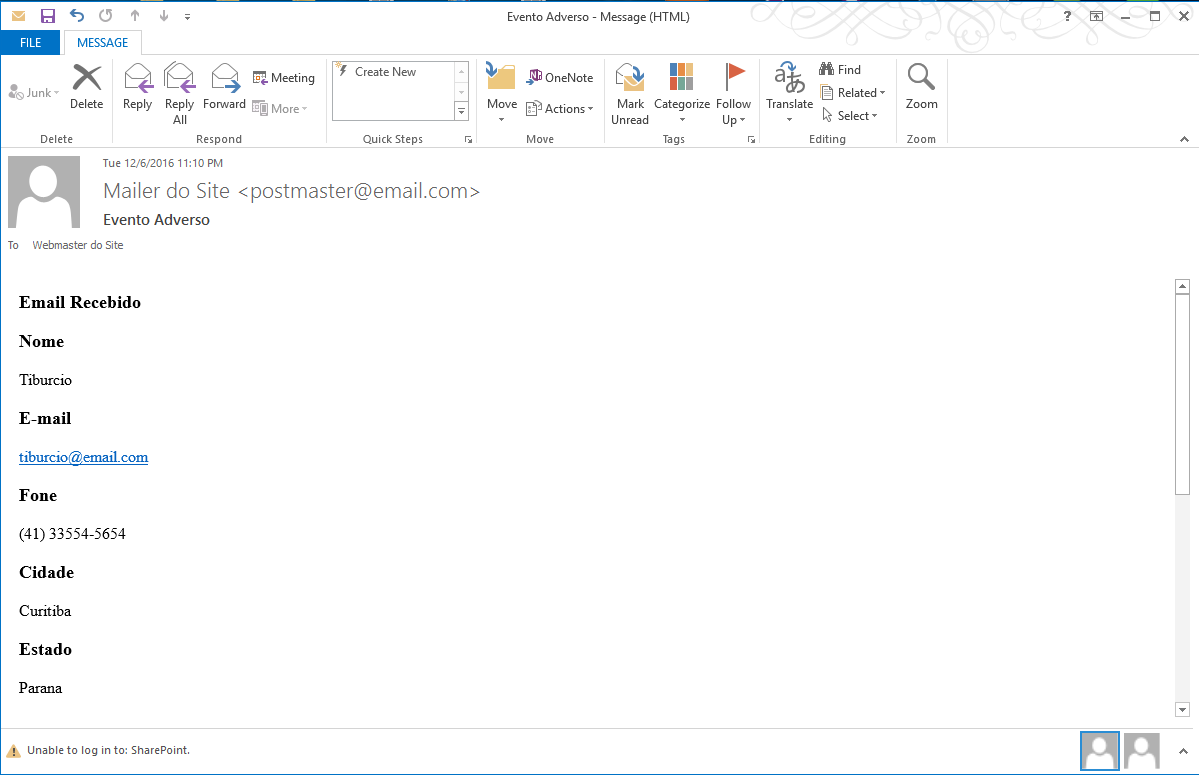 Evento Adverso - Message (HTML)
?
FILE
MESSAGE
Junk
Delete
Reply
Reply All
Forward
Meeting
More
Create New
Move
OneNote
Actions
Mark Unread
Categorize
Follow Up
Translate
Find
Related
Select
Zoom
Delete
Respond
Quick Steps
Move
Tags
Editing
Zoom
Tue 12/6/2016 11:10 PM
Mailer do Site <postmaster@email.com>
Evento Adverso
To Webmaster do Site
Email Recebido
Nome
Tiburcio
E-mail
tiburcio@email.com
Fone
(41) 33554-5654
Cidade
Curitiba
Estado
Parana
Unable to log in to: SharePoint.